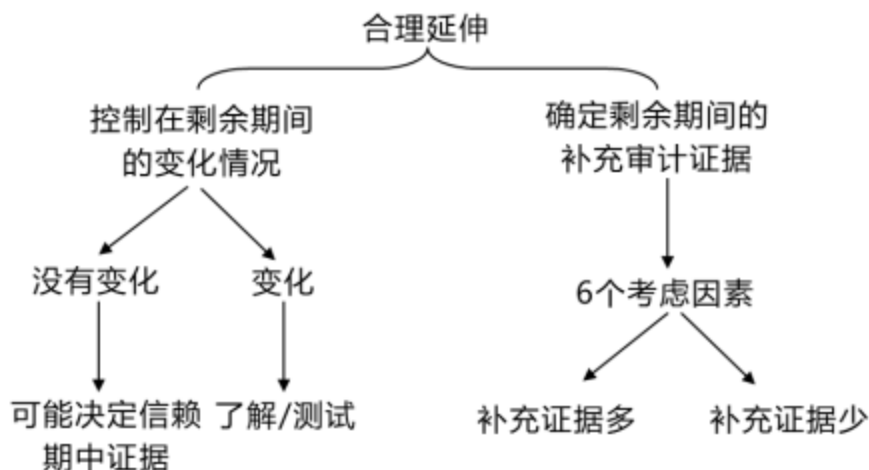 合理延伸
控制在剩余期间
的变化情况
确定剩余期间的
补充审计证据
没有变化
变化
6个考虑因素
可能决定信赖
期中证据
了解/测试
补充证据多
补充证据少